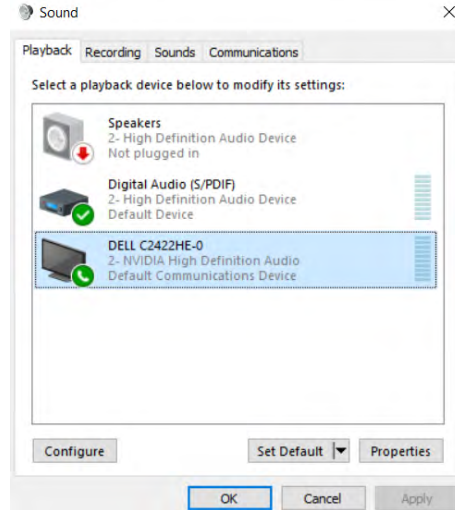 Sound
Playback Recording Sounds Communications
Select a playback device below to modify its settings:
Speakers
2- High Definition Audio Device
Not plugged in
Digital Audio (S/PDIF)
2- High Definition Audio Device
Default Device
DELL C2422HE-0
2- NVIDIA High Definition Audio
Default Communications Device
Configure Set Default Properties
OK Cancel Apply